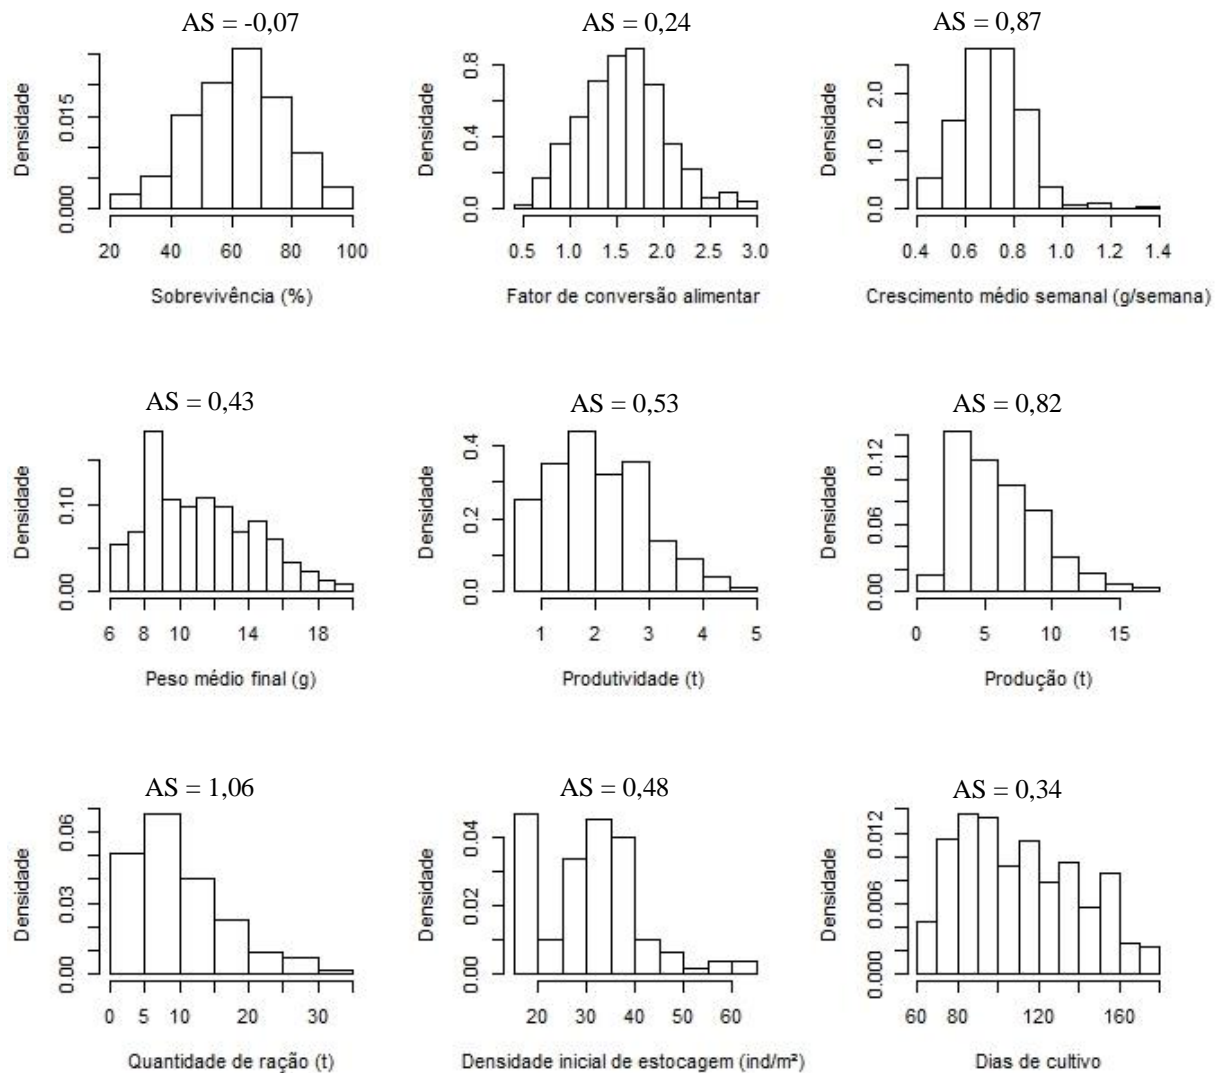 AS = -0,07
Densidade
0.000 0.015
20 40 60 80 100
Sobrevivência (%)
AS = 0,24
Densidade
0.0 0.4 0.8
0.5 1.0 1.5 2.0 2.5 3.0
Fator de conversão alimentar
AS = 0,87
Densidade
0.0 1.0 2.0
0.4 0.6 0.8 1.0 1.2 1.4
Crescimento médio semanal (g/semana)
AS = 0,43
Densidade
0.00 0.10
6 8 10 14 18
Peso médio final (g)
AS = 0,53
Densidade
0.0 0.2 0.4
1 2 3 4 5
Produtividade (t)
AS = 0,82
Densidade
0.00 0.06 0.12
0 5 10 15
Produção (t)
AS = 1,06
Densidade
0.00 0.03 0.06
0 5 10 20 30
Quantidade de ração (t)
AS = 0,48
Densidade
0.00 0.02 0.04
20 30 40 50 60
Densidade inicial de estocagem (ind/m²)
AS = 0,34
Densidade
0.000 0.006 0.012
60 80 120 160
Dias de cultivo